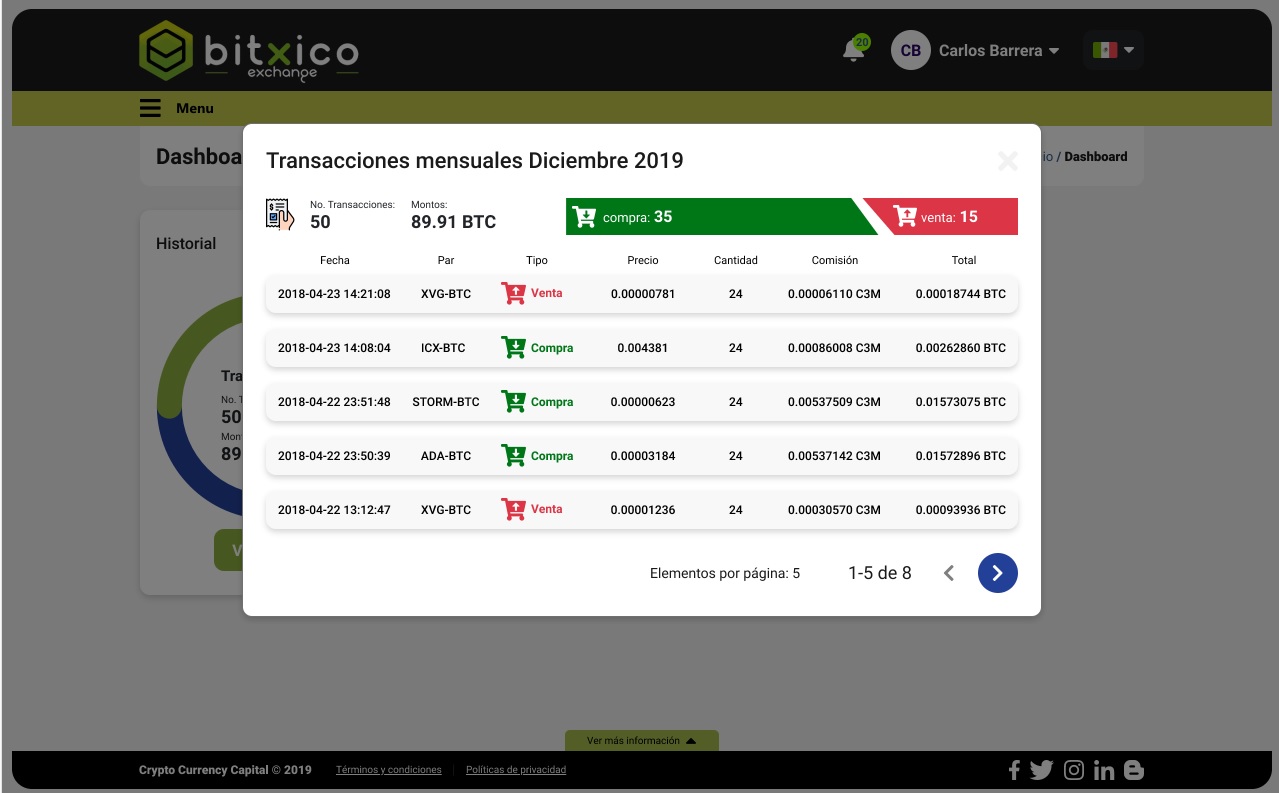 bitxico
exchange
20
CB
Carlos Barrera
Menu
Dashboa
io / Dashboard
Transacciones mensuales Diciembre 2019
No. Transacciones:
50
Montos:
89.91 BTC
compra: 35
venta: 15
Historial
Fecha Par Tipo Precio Cantidad Comisión Total
2018-04-23 14:21:08 XVG-BTC Venta 0.00000781 24 0.00006110 C3M 0.00018744 BTC
2018-04-23 14:08:04 ICX-BTC Compra 0.004381 24 0.00086008 C3M 0.00262860 BTC
2018-04-22 23:51:48 STORM-BTC Compra 0.00000623 24 0.00537509 C3M 0.01573075 BTC
2018-04-22 23:50:39 ADA-BTC Compra 0.00003184 24 0.00537142 C3M 0.01572896 BTC
2018-04-22 13:12:47 XVG-BTC Venta 0.00001236 24 0.00030570 C3M 0.00093936 BTC
Tra
No. T
50
Mon
89
V
Elementos por página: 5
1-5 de 8
Ver más información
Crypto Currency Capital © 2019
Términos y condiciones
Políticas de privacidad